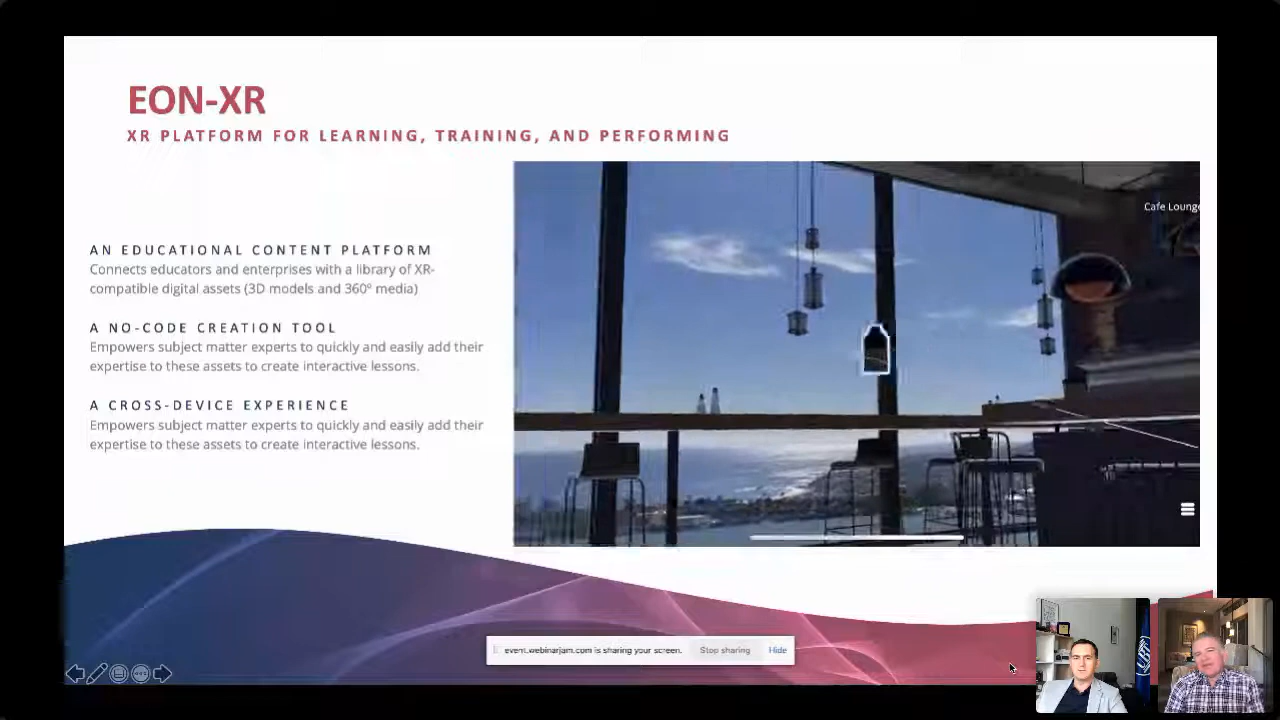 EON-XR
XR PLATFORM FOR LEARNING, TRAINING, AND PERFORMING
Cafe Lounge
AN EDUCATIONAL CONTENT PLATFORM
Connects educators and enterprises with a library of XR-
compatible digital assets (3D models and 360º media)
A NO-CODE CREATION TOOL
Empowers subject matter experts to quickly and easily add their
expertise to these assets to create interactive lessons.
A CROSS-DEVICE EXPERIENCE
Empowers subject matter experts to quickly and easily add their
expertise to these assets to create interactive lessons.
event.webinarjam.com is sharing your screen. Stop sharing Hide